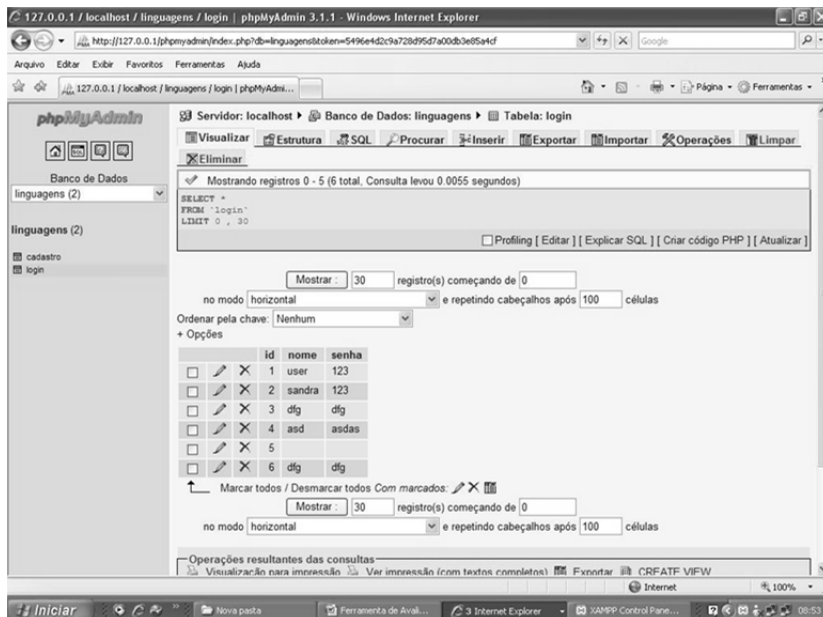 127.0.0.1 / localhost / linguagens / login | phpMyAdmin 3.1.1 - Windows Internet Explorer
http://127.0.0.1/phpmyadmin/index.php?db=linguagens&token=5496e4d2c9a728d95d7a00db3e85a4cf
Google
Arquivo Editar Exibir Favoritos Ferramentas Ajuda
127.0.0.1 / localhost / linguagens / login | phpMyAdmi...
Página Ferramentas
phpMyAdmin
Banco de Dados
linguagens (2)
linguagens (2)
cadastro
login
Servidor: localhost Banco de Dados: linguagens Tabela: login
Visualizar Estrutura SQL Procurar Inserir Exportar Importar Operações Limpar
Eliminar
Mostrando registros 0 - 5 (6 total, Consulta levou 0.0055 segundos)
SELECT *
FROM `login`
LIMIT 0 , 30
Profiling [ Editar ] [ Explicar SQL ] [ Criar código PHP ] [ Atualizar ]
Mostrar : 30 registro(s) começando de 0
no modo horizontal e repetindo cabeçalhos após 100 células
Ordenar pela chave: Nenhum
+ Opções
id nome senha
1 user 123
2 sandra 123
3 dfg dfg
4 asd asdas
5
6 dfg dfg
Marcar todos / Desmarcar todos Com marcados:
Mostrar : 30 registro(s) começando de 0
no modo horizontal e repetindo cabeçalhos após 100 células
Operações resultantes das consultas
Visualização para impressão Ver impressão (com textos completos) Exportar CREATE VIEW
Internet 100%
Iniciar Nova pasta Ferramenta de Avali... 3 Internet Explorer XAMPP Control Pane... 08:53